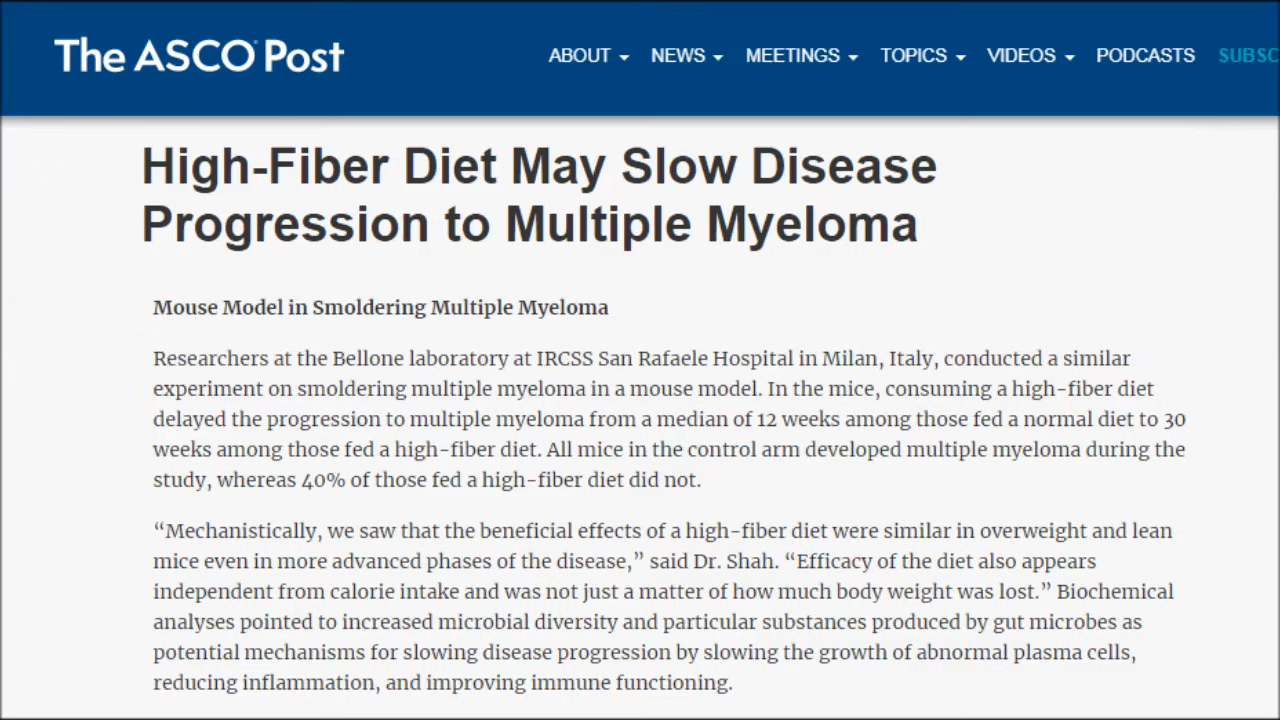 The ASCO Post
ABOUT NEWS MEETINGS TOPICS VIDEOS PODCASTS SUBSC
High-Fiber Diet May Slow Disease
Progression to Multiple Myeloma
Mouse Model in Smoldering Multiple Myeloma
Researchers at the Bellone laboratory at IRCSS San Rafaele Hospital in Milan, Italy, conducted a similar
experiment on smoldering multiple myeloma in a mouse model. In the mice, consuming a high-fiber diet
delayed the progression to multiple myeloma from a median of 12 weeks among those fed a normal diet to 30
weeks among those fed a high-fiber diet. All mice in the control arm developed multiple myeloma during the
study, whereas 40% of those fed a high-fiber diet did not.
“Mechanistically, we saw that the beneficial effects of a high-fiber diet were similar in overweight and lean
mice even in more advanced phases of the disease,” said Dr. Shah. “Efficacy of the diet also appears
independent from calorie intake and was not just a matter of how much body weight was lost.” Biochemical
analyses pointed to increased microbial diversity and particular substances produced by gut microbes as
potential mechanisms for slowing disease progression by slowing the growth of abnormal plasma cells,
reducing inflammation, and improving immune functioning.